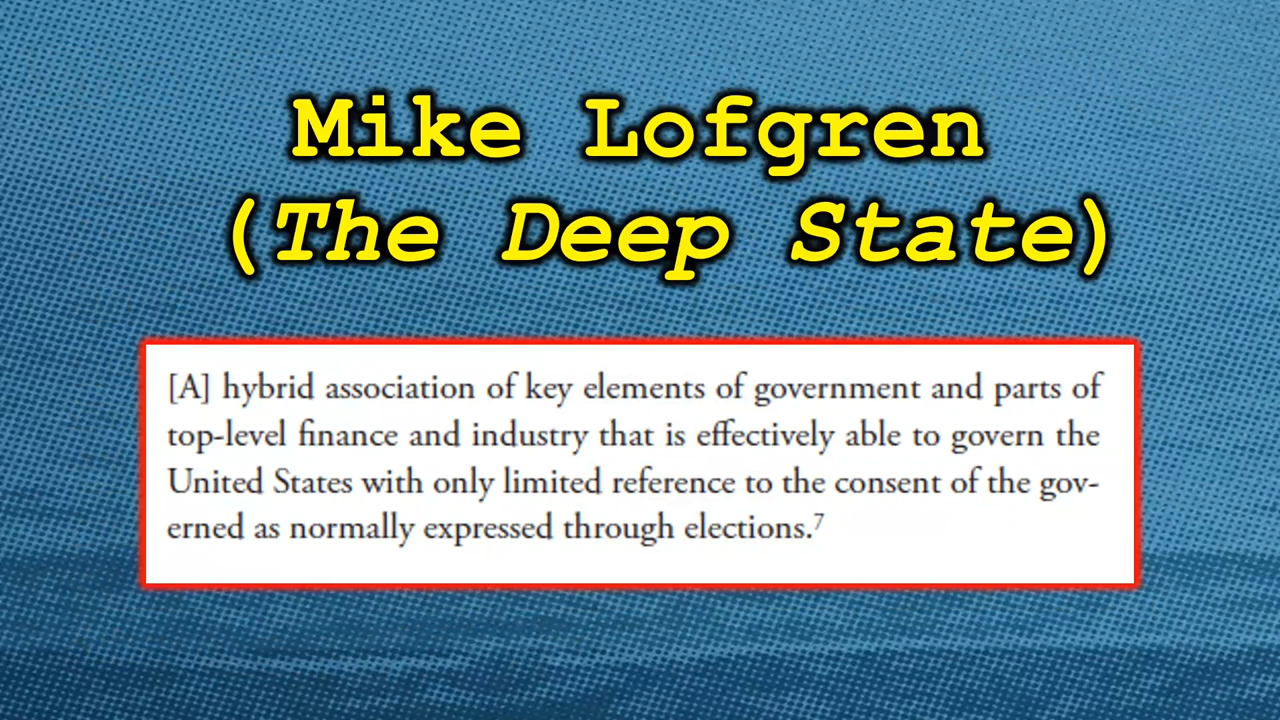 Mike Lofgren
(The Deep State)
[A] hybrid association of key elements of government and parts of
top-level finance and industry that is effectively able to govern the
United States with only limited reference to the consent of the gov-
erned as normally expressed through elections.⁷